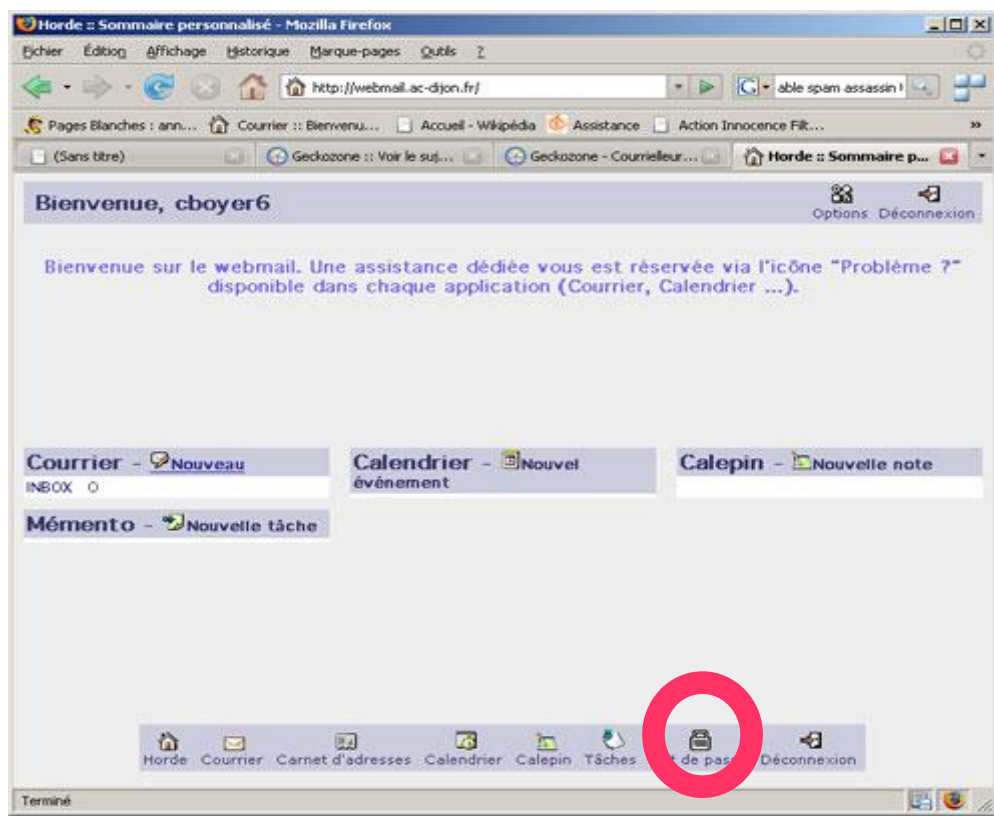 Horde :: Sommaire personnalisé - Mozilla Firefox
Fichier Édition Affichage Historique Marque-pages Outils ?
http://webmail.ac-dijon.fr/ able spam assassin
Pages Blanches : ann... Courrier :: Bienvenu... Accueil - Wikipédia Assistance Action Innocence Filt... »
(Sans titre) Geckozone :: Voir le suj... Geckozone - Courrielleur... Horde :: Sommaire p...
Bienvenue, cboyer6
Options Déconnexion
Bienvenue sur le webmail. Une assistance dédiée vous est réservée via l'icône "Problème ?"
disponible dans chaque application (Courrier, Calendrier ...).
Courrier - Nouveau
INBOX 0
Calendrier - Nouvel
événement
Calepin - Nouvelle note
Mémento - Nouvelle tâche
Horde Courrier Carnet d'adresses Calendrier Calepin Tâches de pas Déconnexion
Terminé